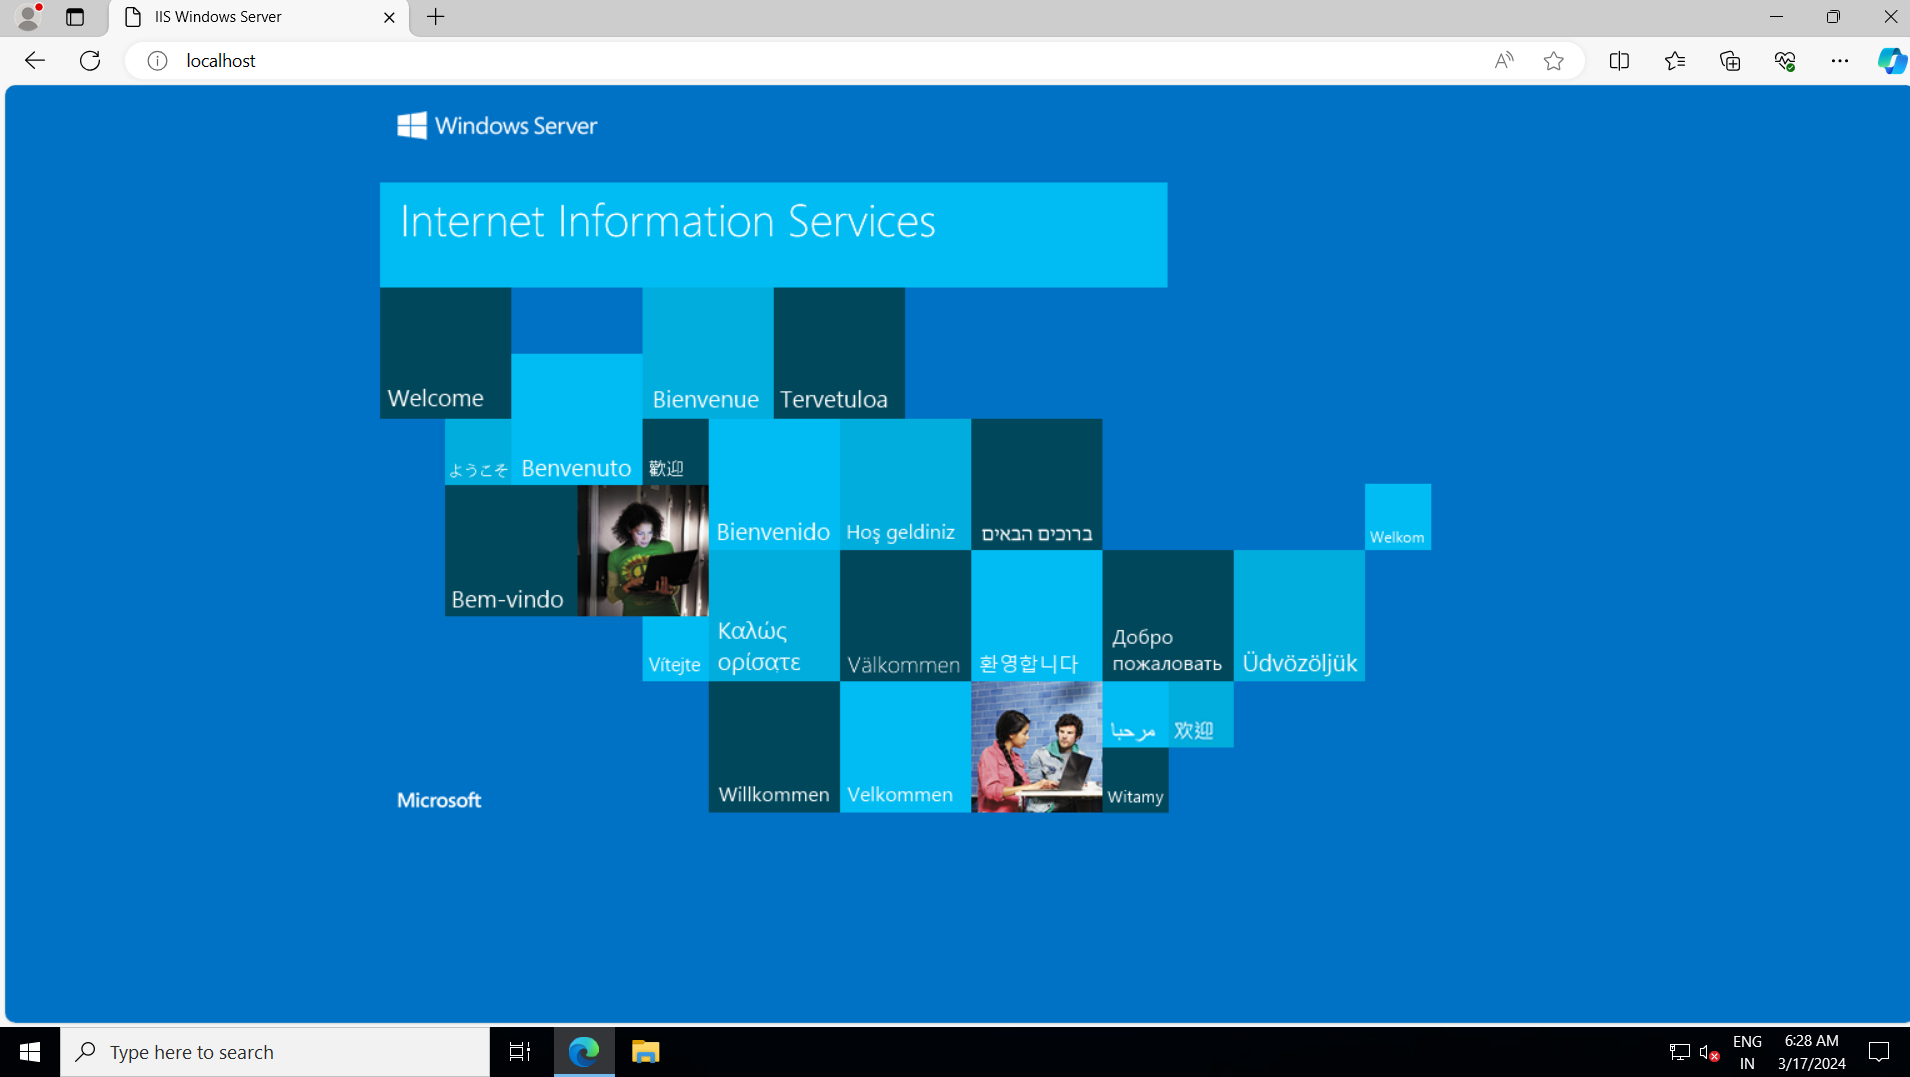 IIS Windows Server
localhost
Windows Server
Internet Information Services
Welcome
Bienvenue
Tervetuloa
ようこそ
Benvenuto
歡迎
Bienvenido
Hoş geldiniz
ברוכים הבאים
Welkom
Bem-vindo
Vítejte
Καλώς
ορίσατε
Välkommen
환영합니다
Добро
пожаловать
Üdvözöljük
مرحبا
欢迎
Microsoft
Willkommen
Velkommen
Witamy
Type here to search
ENG
IN
6:28 AM
3/17/2024